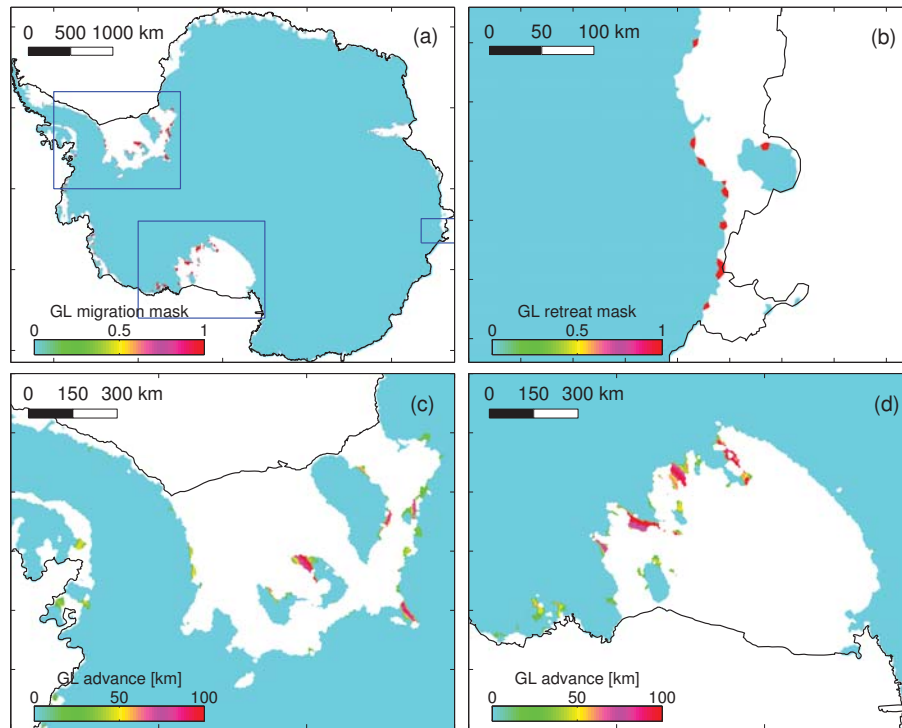 0 500 1000 km
(a)
GL migration mask
0 0.5 1
0 50 100 km
(b)
GL retreat mask
0 0.5 1
0 150 300 km
(c)
GL advance [km]
0 50 100
0 150 300 km
(d)
GL advance [km]
0 50 100